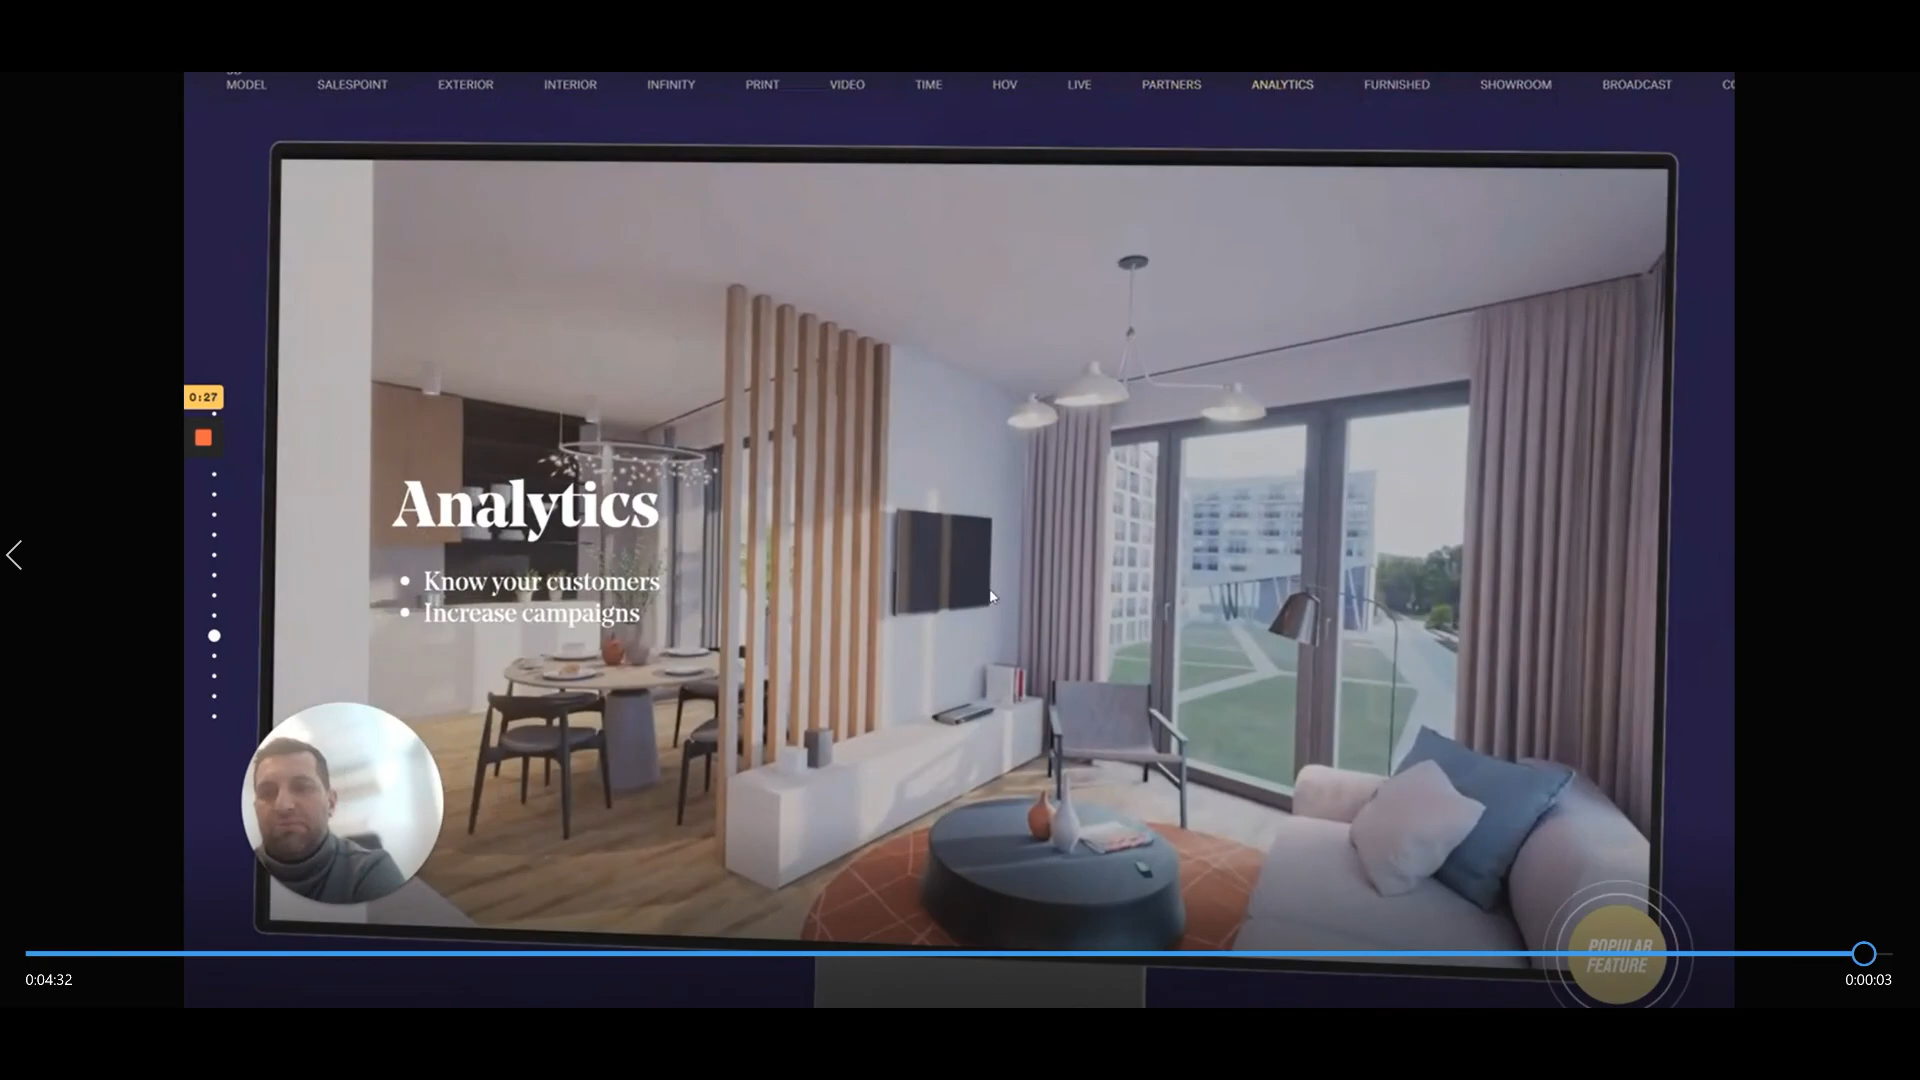 MODEL SALESPOINT EXTERIOR INTERIOR INFINITY PRINT VIDEO TIME HOV LIVE PARTNERS ANALYTICS FURNISHED SHOWROOM BROADCAST
0:27
Analytics
• Know your customers
• Increase campaigns
POPULAR
FEATURE
0:04:32
0:00:03